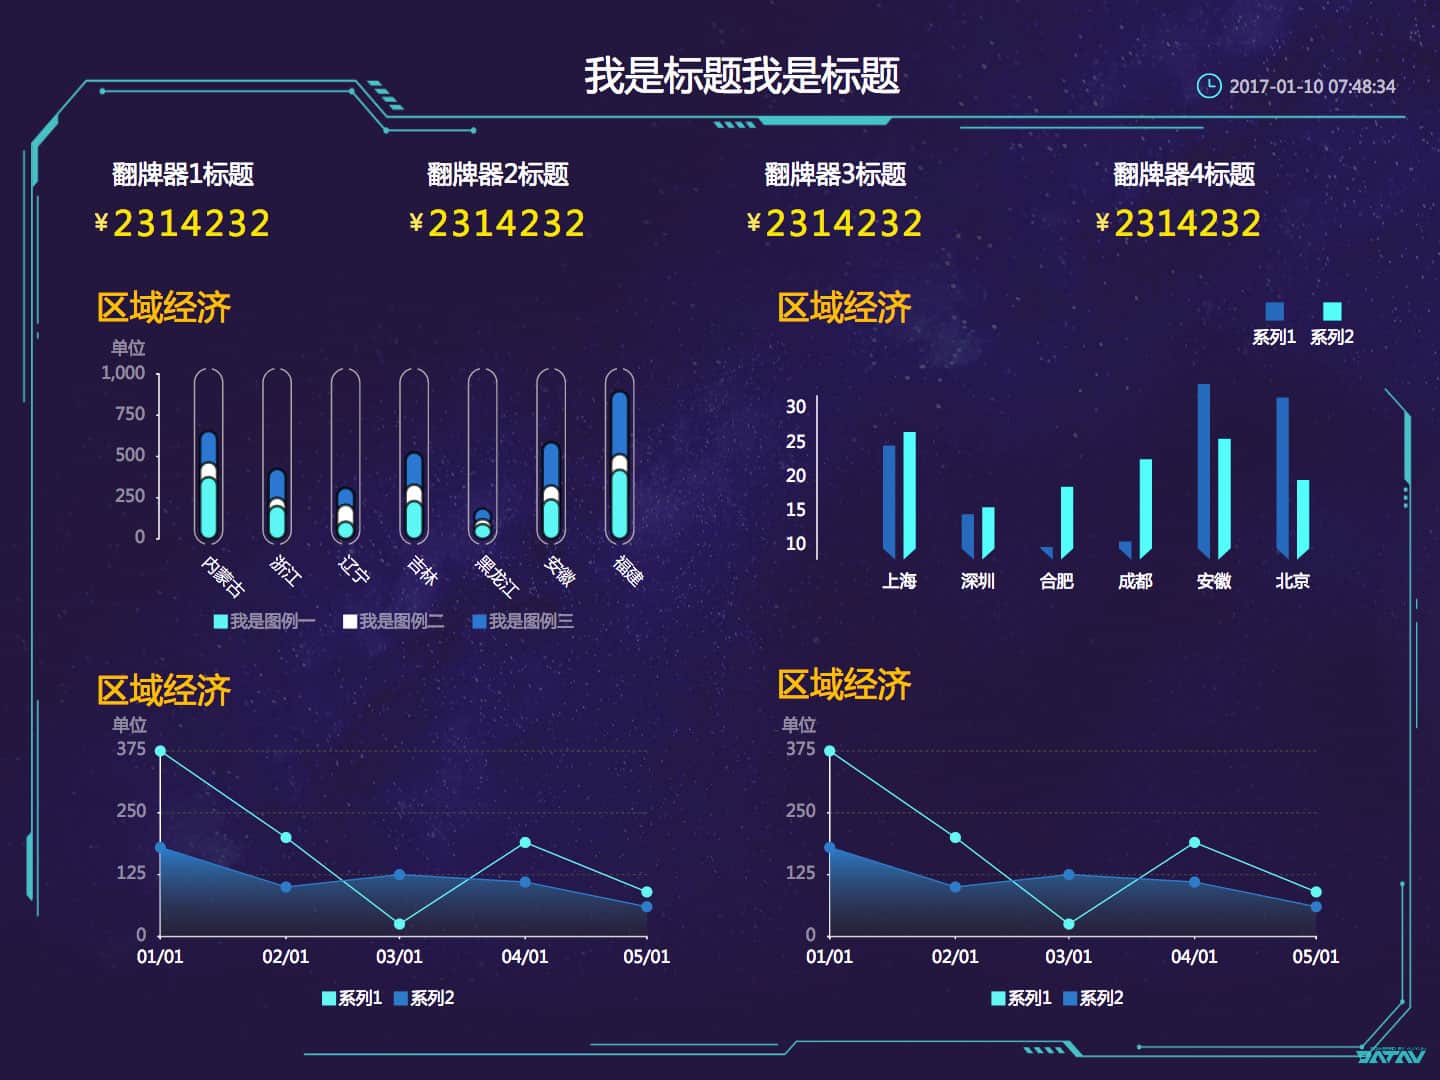 我是标题我是标题
2017-01-10 07:48:34
翻牌器1标题
翻牌器2标题
翻牌器3标题
翻牌器4标题
¥2314232
¥2314232
¥2314232
¥2314232
区域经济
单位
1,000
750
500
250
0
内蒙古
浙江
辽宁
吉林
黑龙江
安徽
福建
我是图例一
我是图例二
我是图例三
区域经济
系列1
系列2
30
25
20
15
10
上海
深圳
合肥
成都
安徽
北京
区域经济
单位
375
250
125
0
01/01
02/01
03/01
04/01
05/01
系列1
系列2
区域经济
单位
375
250
125
0
01/01
02/01
03/01
04/01
05/01
系列1
系列2
DATAV